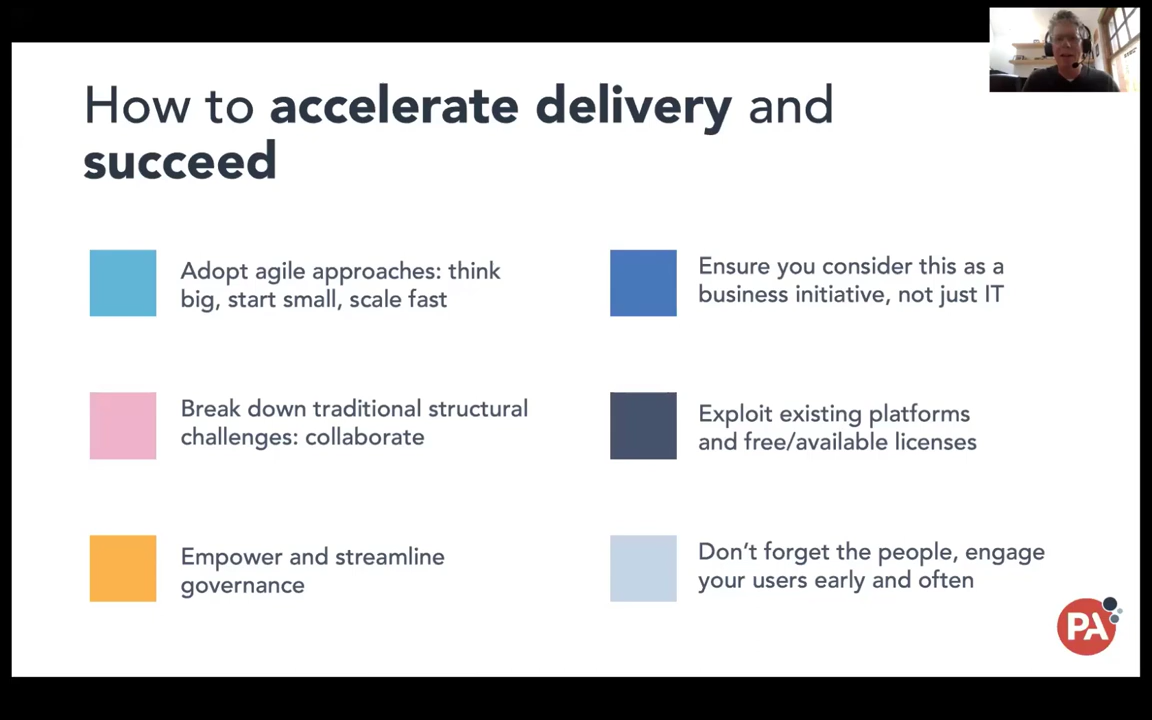 How to accelerate delivery and
succeed
Adopt agile approaches: think
big, start small, scale fast
Ensure you consider this as a
business initiative, not just IT
Break down traditional structural
challenges: collaborate
Exploit existing platforms
and free/available licenses
Empower and streamline
governance
Don’t forget the people, engage
your users early and often
PA